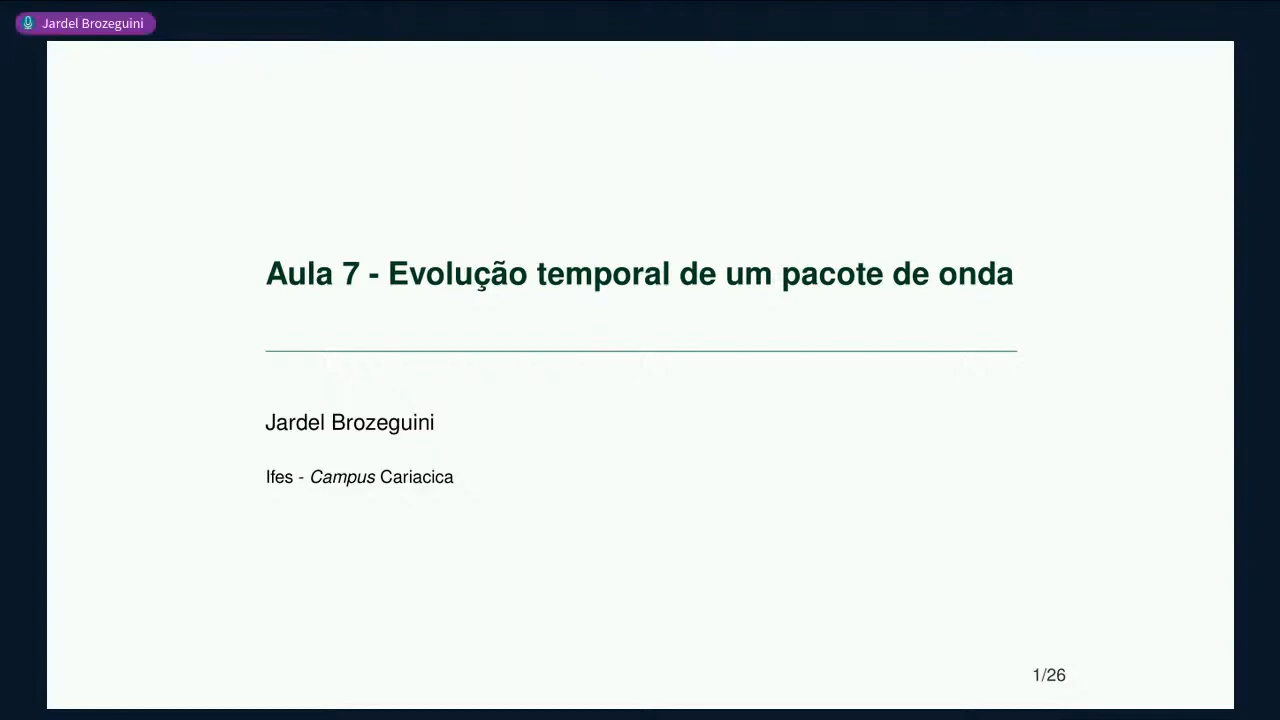 Jardel Brozeguini
Aula 7 - Evolução temporal de um pacote de onda
Jardel Brozeguini
Ifes - Campus Cariacica
1/26